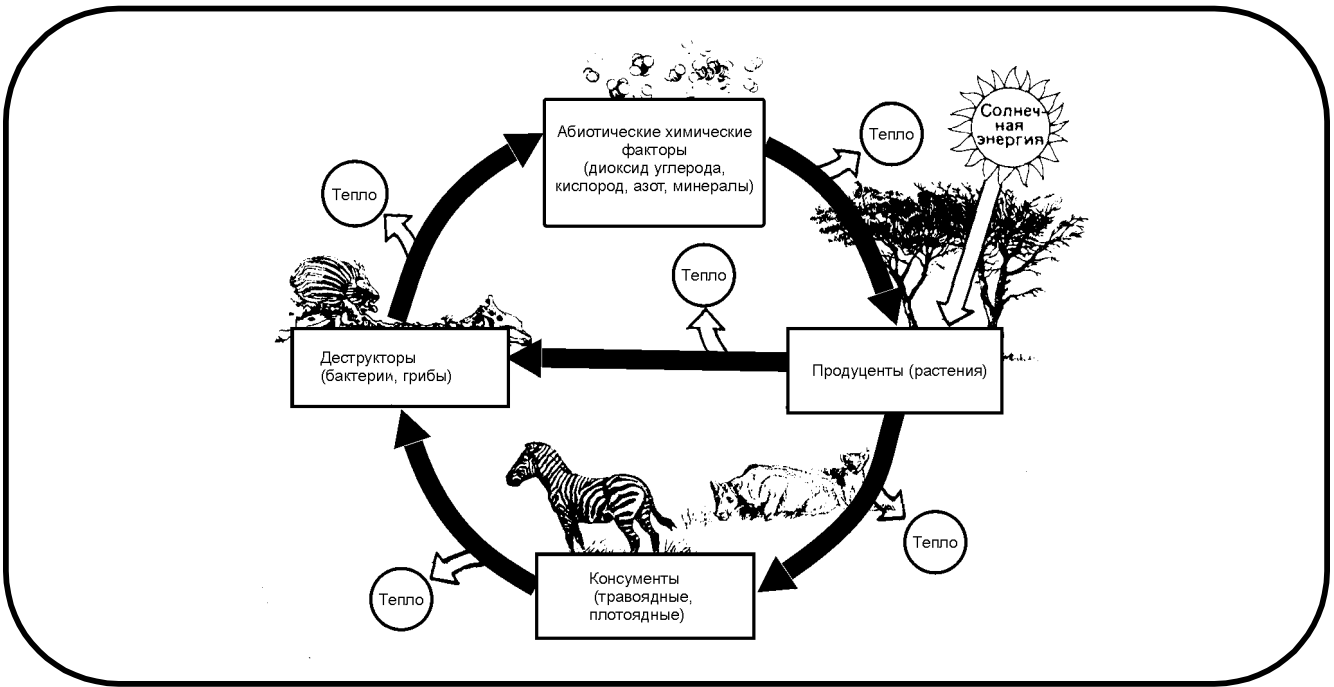 Абиотические химические
факторы
(диоксид углерода,
кислород, азот, минералы)
Тепло
Солнеч-
ная
энергия
Тепло
Тепло
Деструкторы
(бактерии, грибы)
Продуценты (растения)
Тепло
Тепло
Консументы
(травоядные,
плотоядные)